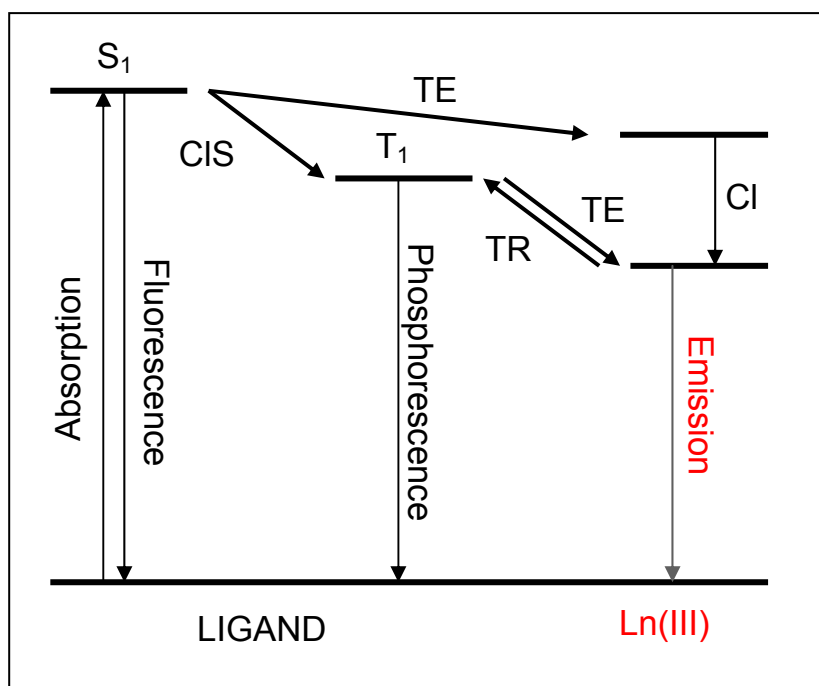 S₁
TE
CIS
T₁
CI
TE
TR
Absorption
Fluorescence
Phosphorescence
Emission
LIGAND
Ln(III)